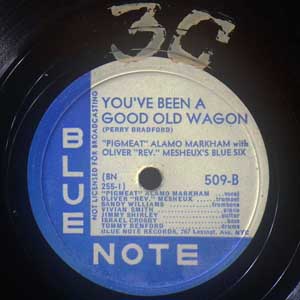 3C
YOU'VE BEEN A
GOOD OLD WAGON
(PERRY BRADFORD)
"PIGMEAT" ALAMO MARKHAM with
OLIVER "REV." MESHEUX'S BLUE SIX
(BN
255-1)
509-B
"PIGMEAT" ALAMO MARKHAM ... vocal
OLIVER "REV." MESHEUX ... trumpet
SANDY WILLIAMS ... trombone
VIVIAN SMITH ... piano
JIMMY SHIRLEY ... guitar
ISRAEL CROSBY ... bass
TOMMY BENFORD ... drums
BLUE NOTE RECORDS, 767 Lexington Ave, NYC
NOT LICENSED FOR BROADCASTING
BLUE
NOTE